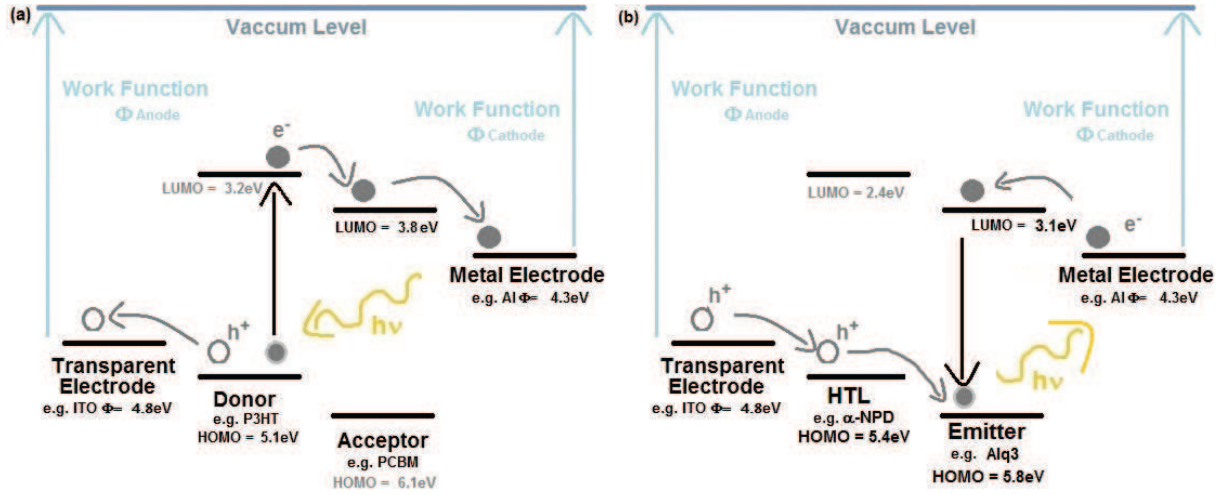 (a)
Vaccum Level
Work Function
Φ Anode
Work Function
Φ Cathode
e-
LUMO = 3.2eV
LUMO = 3.8 eV
Metal Electrode
e.g. Al Φ= 4.3eV
hν
h+
Transparent
Electrode
e.g. ITO Φ= 4.8eV
Donor
e.g. P3HT
HOMO = 5.1eV
Acceptor
e.g. PCBM
HOMO = 6.1eV
(b)
Vaccum Level
Work Function
Φ Anode
Work Function
Φ Cathode
LUMO = 2.4eV
LUMO = 3.1eV
e-
Metal Electrode
e.g. Al Φ= 4.3eV
h+
h+
hν
Transparent
Electrode
e.g. ITO Φ= 4.8eV
HTL
e.g. α-NPD
HOMO = 5.4eV
Emitter
e.g. Alq3
HOMO = 5.8eV